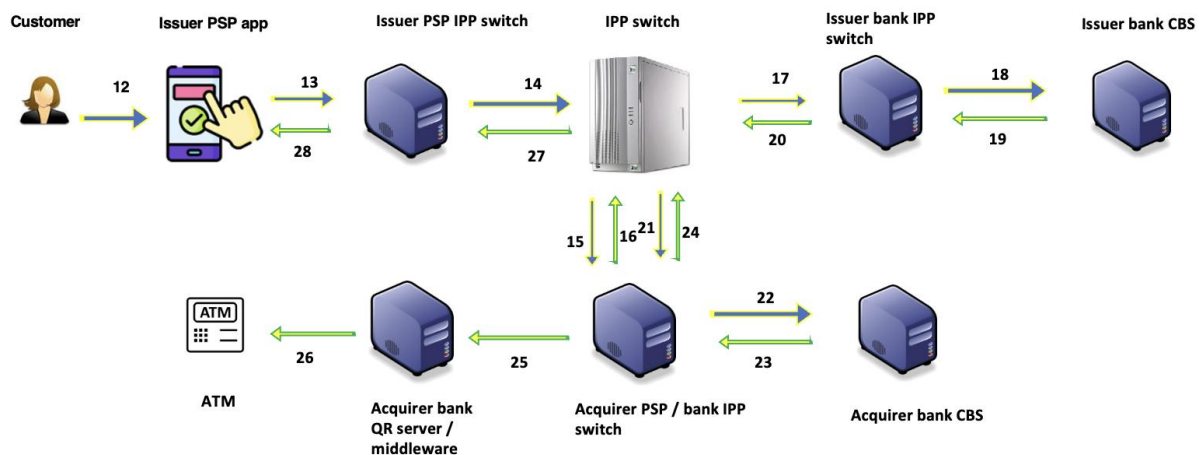 Customer
Issuer PSP app
Issuer PSP IPP switch
IPP switch
Issuer bank IPP
switch
Issuer bank CBS
12
13
14
17
18
28
27
20
19
15
16
21
24
22
ATM
26
25
23
ATM
Acquirer bank
QR server /
middleware
Acquirer PSP / bank IPP
switch
Acquirer bank CBS